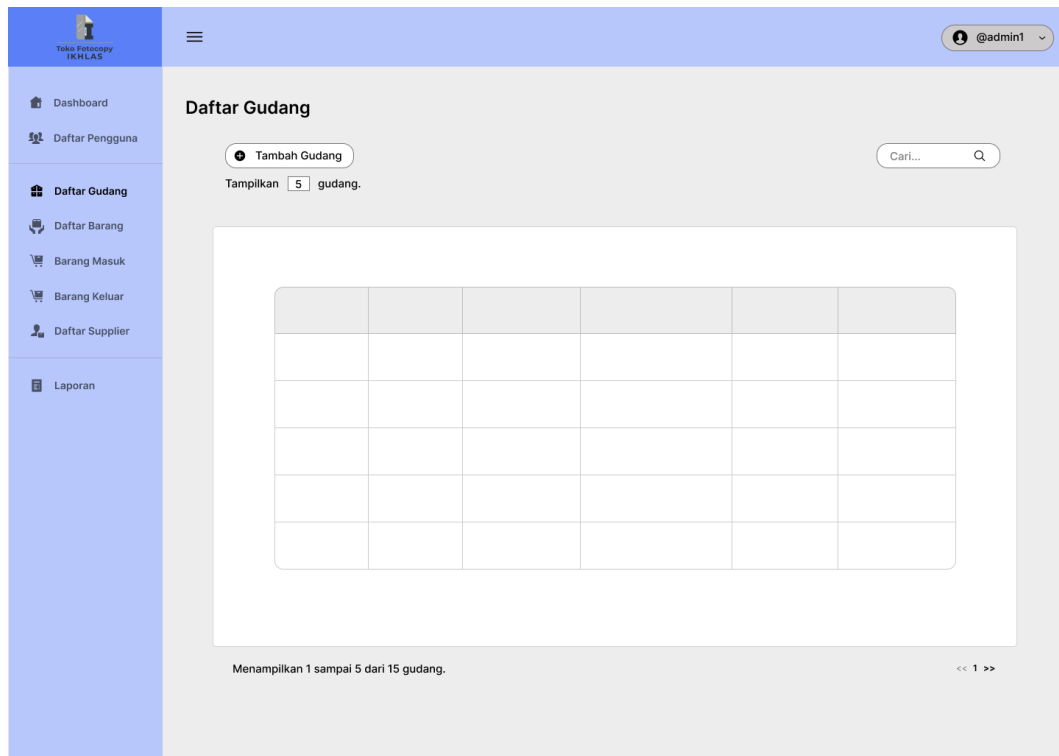 Toko Fotocopy
IKHLAS
@admin1
Dashboard
Daftar Pengguna
Daftar Gudang
Daftar Barang
Barang Masuk
Barang Keluar
Daftar Supplier
Laporan
Daftar Gudang
Tambah Gudang
Cari...
Tampilkan 5 gudang.
Menampilkan 1 sampai 5 dari 15 gudang.
<< 1 >>